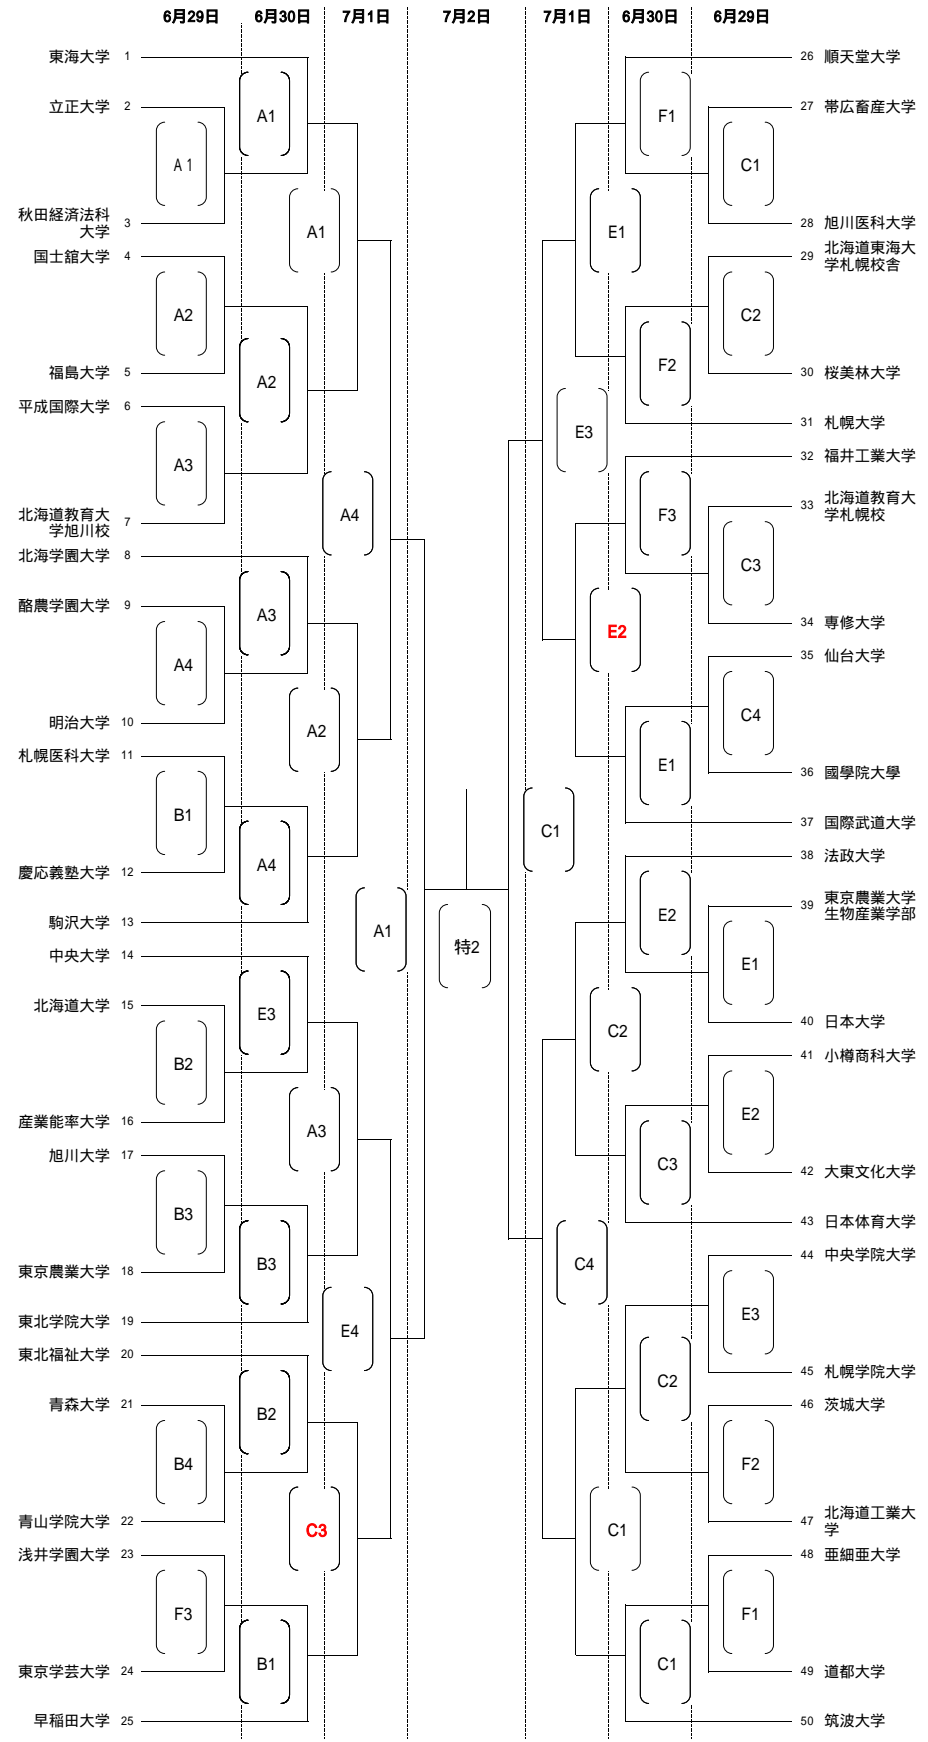 6月29日 6月30日 7月1日 7月2日 7月1日 6月30日 6月29日
東海大学 1
A1
立正大学 2
A 1
秋田経済法科
大学 3
A1
国士舘大学 4
A2
福島大学 5
A2
平成国際大学 6
A3
北海道教育大
学旭川校 7
A4
北海学園大学 8
A3
酪農学園大学 9
A4
明治大学 10
A2
札幌医科大学 11
B1
慶応義塾大学 12
A4
駒沢大学 13
A1
中央大学 14
E3
北海道大学 15
B2
産業能率大学 16
A3
旭川大学 17
B3
東京農業大学 18
B3
東北学院大学 19
E4
東北福祉大学 20
B2
青森大学 21
B4
青山学院大学 22
C3
浅井学園大学 23
F3
東京学芸大学 24
B1
早稲田大学 25
特2
26 順天堂大学
F1
27 帯広畜産大学
C1
28 旭川医科大学
E1
29 北海道東海大
学札幌校舎
C2
30 桜美林大学
F2
31 札幌大学
E3
32 福井工業大学
F3
33 北海道教育大
学札幌校
C3
34 専修大学
E2
35 仙台大学
C4
36 國學院大學
E1
37 国際武道大学
C1
38 法政大学
E2
39 東京農業大学
生物産業学部
E1
40 日本大学
C2
41 小樽商科大学
E2
42 大東文化大学
C3
43 日本体育大学
C4
44 中央学院大学
E3
45 札幌学院大学
C2
46 茨城大学
F2
47 北海道工業大
学
C1
48 亜細亜大学
F1
49 道都大学
C1
50 筑波大学